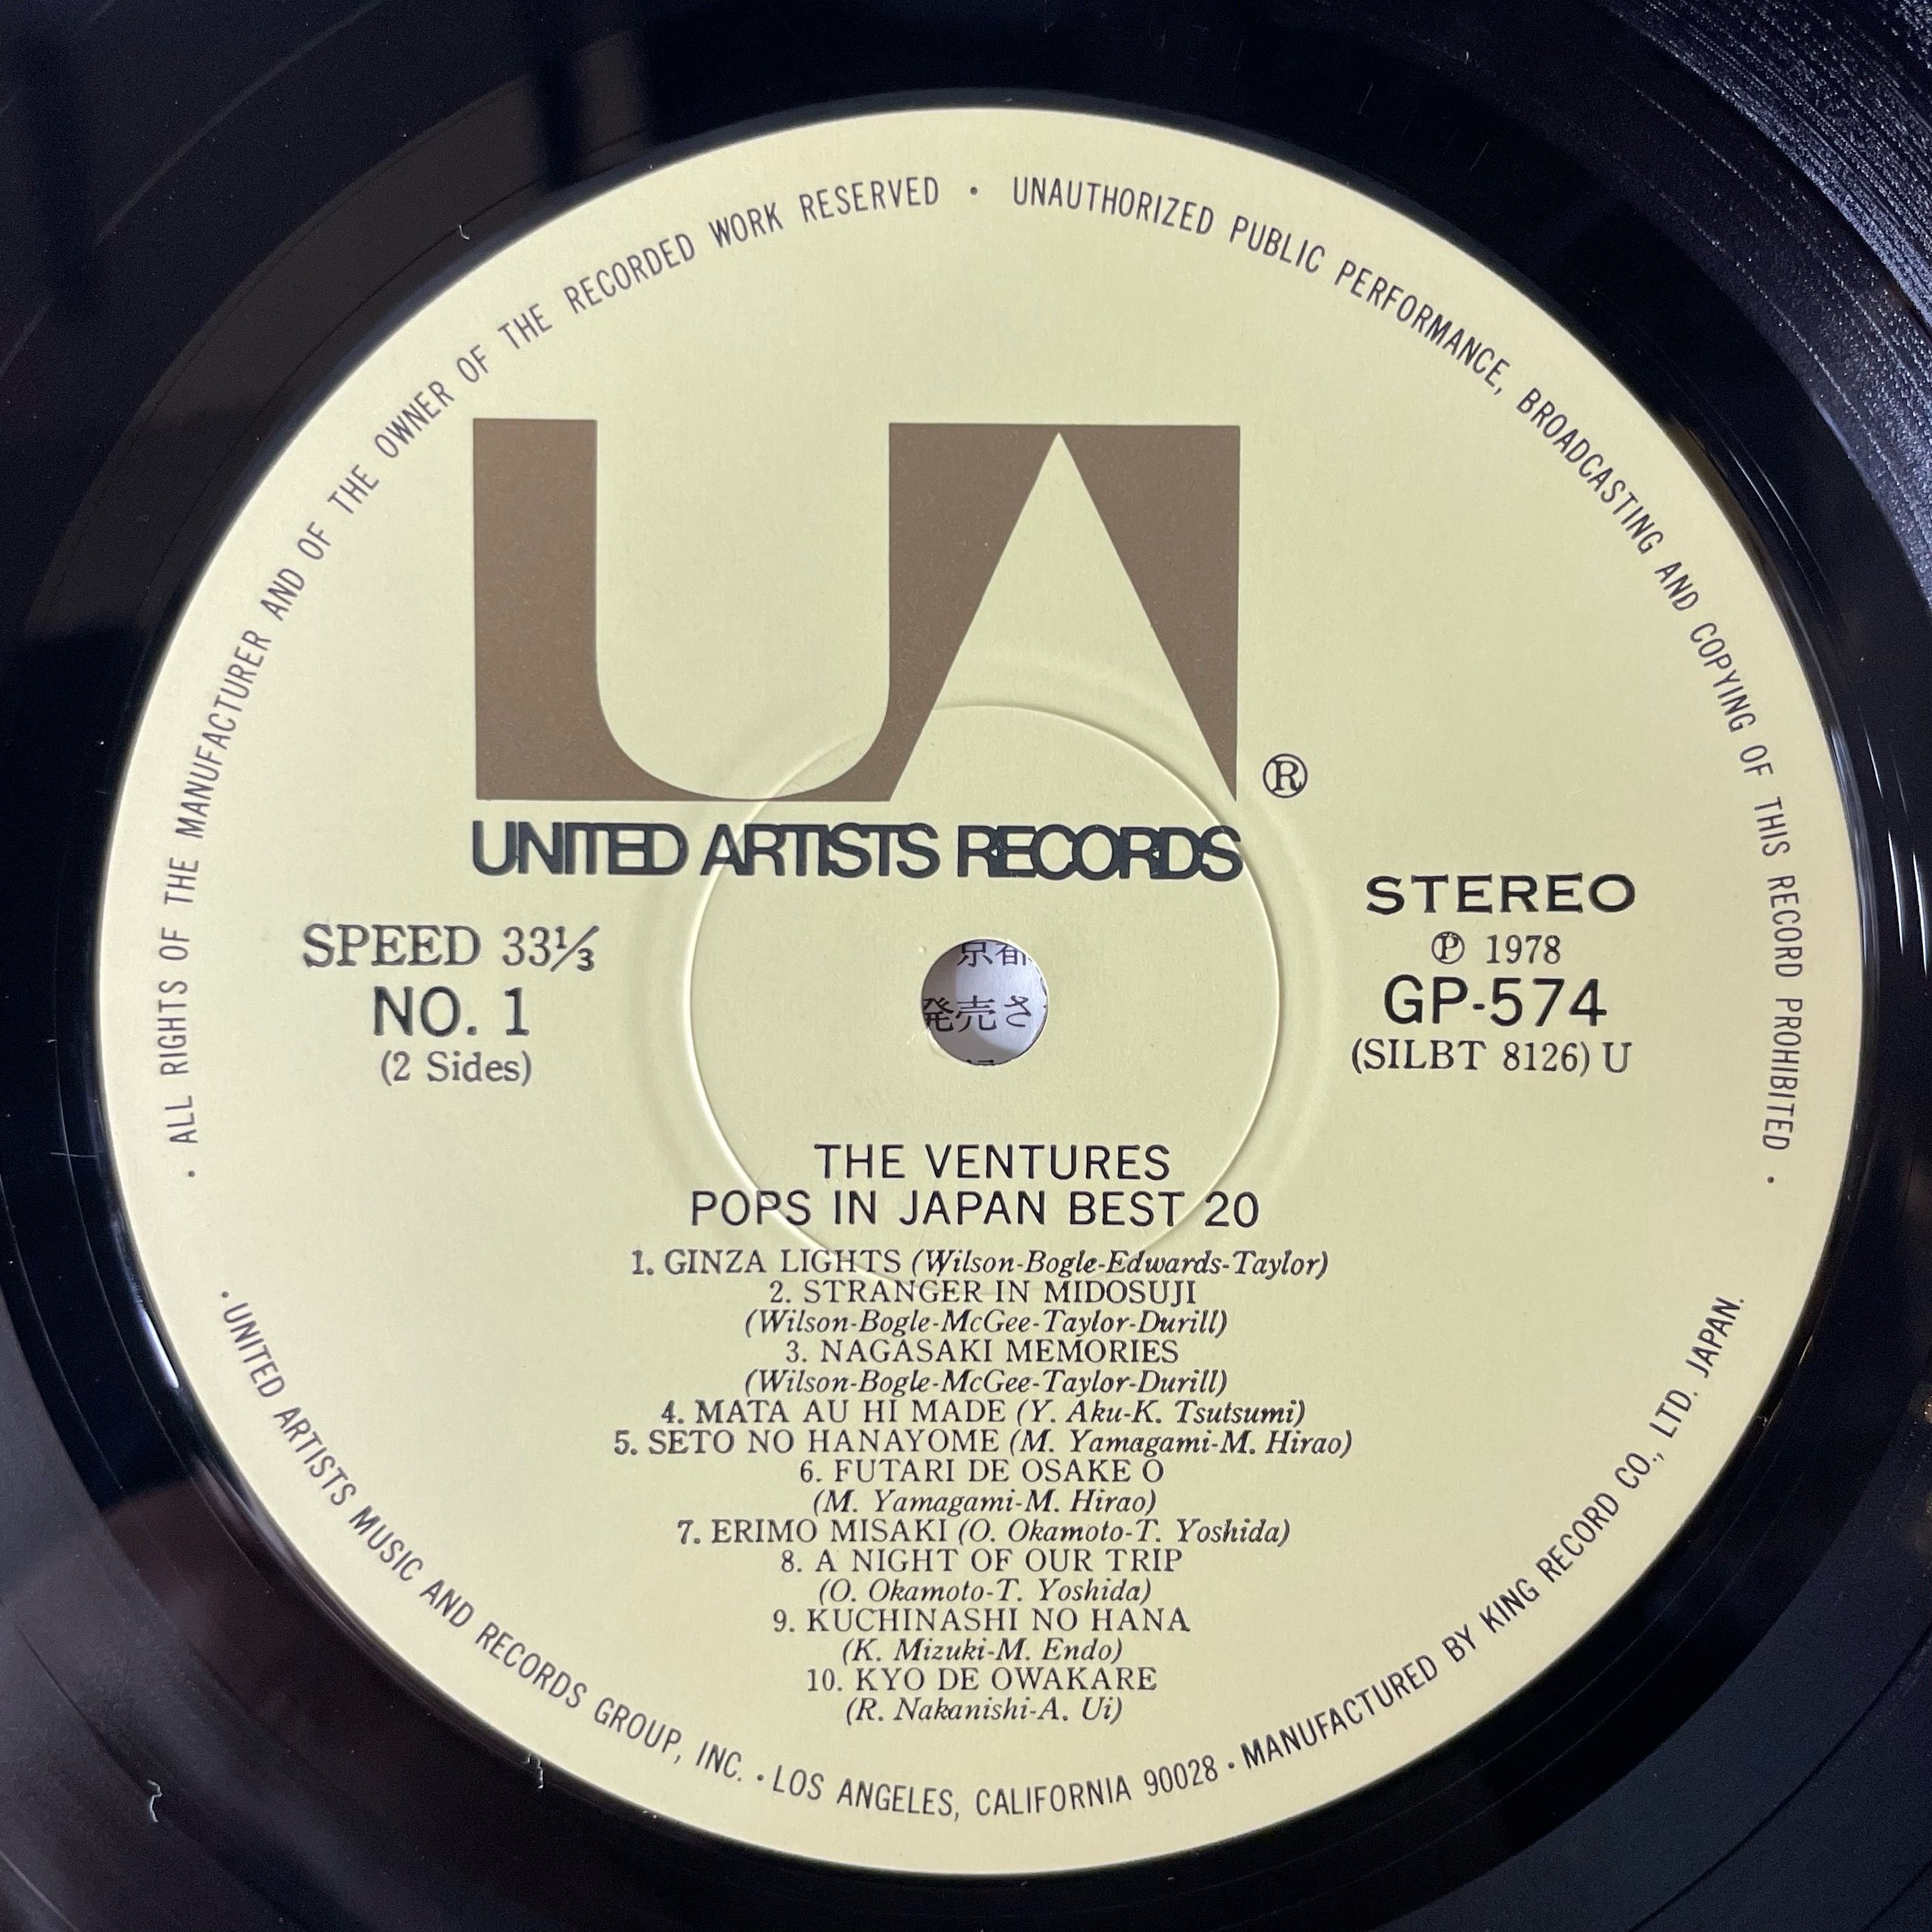 · ALL RIGHTS OF THE MANUFACTURER AND OF THE OWNER OF THE RECORDED WORK RESERVED · UNAUTHORIZED PUBLIC PERFORMANCE, BROADCASTING AND COPYING OF THIS RECORD PROHIBITED ·
UA
®
UNITED ARTISTS RECORDS
SPEED 33⅓
NO. 1
(2 Sides)
STEREO
℗ 1978
GP-574
(SILBT 8126) U
京都
発売さ
THE VENTURES
POPS IN JAPAN BEST 20
1. GINZA LIGHTS (Wilson-Bogle-Edwards-Taylor)
2. STRANGER IN MIDOSUJI
(Wilson-Bogle-McGee-Taylor-Durill)
3. NAGASAKI MEMORIES
(Wilson-Bogle-McGee-Taylor-Durill)
4. MATA AU HI MADE (Y. Aku-K. Tsutsumi)
5. SETO NO HANAYOME (M. Yamagami-M. Hirao)
6. FUTARI DE OSAKE O
(M. Yamagami-M. Hirao)
7. ERIMO MISAKI (O. Okamoto-T. Yoshida)
8. A NIGHT OF OUR TRIP
(O. Okamoto-T. Yoshida)
9. KUCHINASHI NO HANA
(K. Mizuki-M. Endo)
10. KYO DE OWAKARE
(R. Nakanishi-A. Ui)
· UNITED ARTISTS MUSIC AND RECORDS GROUP, INC. · LOS ANGELES, CALIFORNIA 90028 · MANUFACTURED BY KING RECORD CO., LTD. JAPAN.